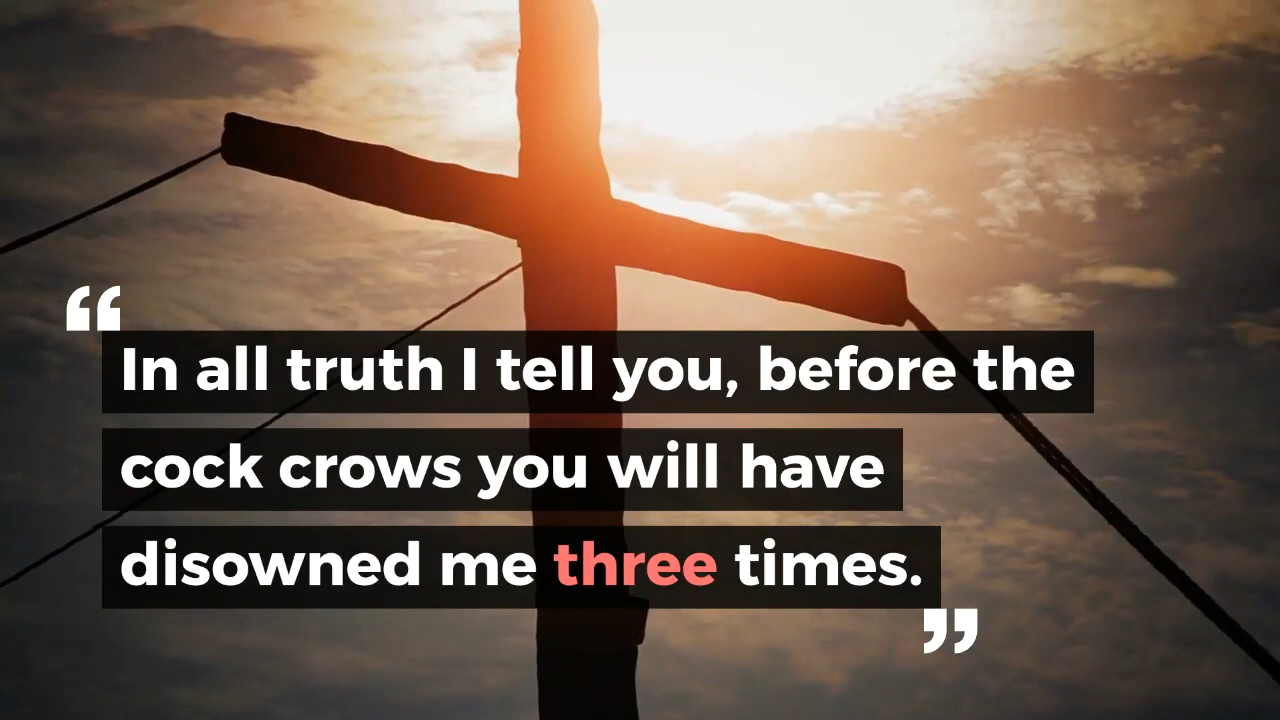 “In all truth I tell you, before the
cock crows you will have
disowned me three times.”